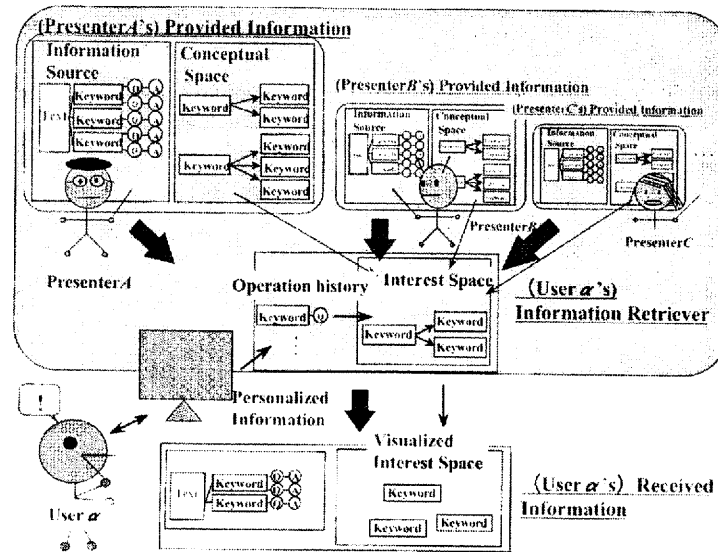 (PresenterA's) Provided Information
Information
Source
Conceptual
Space
Text
Keyword
Keyword
Keyword
Q A
Q A
Q A
Q A
Q A
Keyword
Keyword
Keyword
Keyword
Keyword
Keyword
Keyword
(PresenterB's) Provided Information
Information
Source
Conceptual
Space
(PresenterC's) Provided Information
Information
Source
Conceptual
Space
PresenterA
PresenterB
PresenterC
Operation history
Keyword
Q
Interest Space
Keyword
Keyword
Keyword
(User α's)
Information Retriever
!
Personalized
Information
User α
Text
Keyword
Keyword
Q A
Q A
Q A
Visualized
Interest Space
Keyword
Keyword
Keyword
(User α's) Received
Information